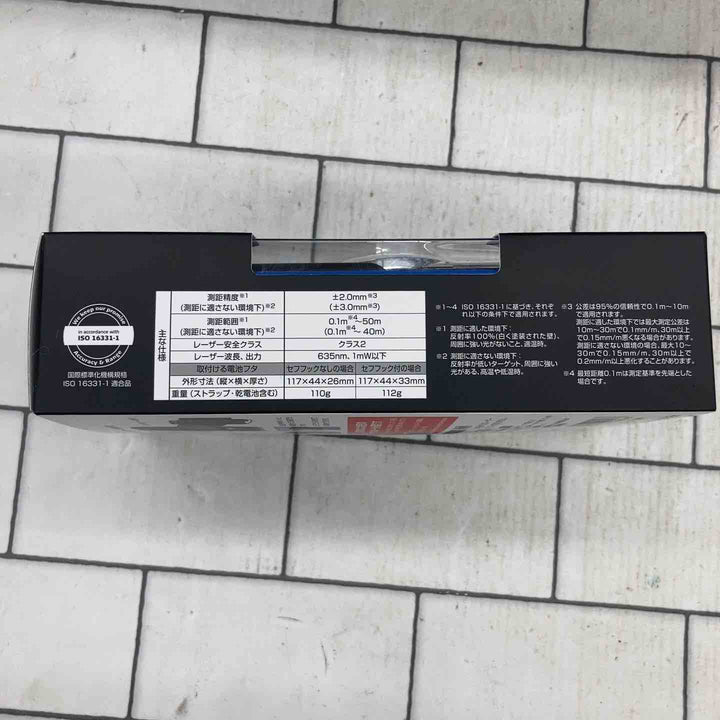 We keep our promise
in accordance with
ISO 16331-1
Accuracy & Range
国際標準化機構規格
ISO 16331-1 適合品
主な仕様
測距精度※1 ±2.0mm※3
(測距に適さない環境下)※2 (±3.0mm※3)
測距範囲※1 0.1m※4〜50m
(測距に適さない環境下)※2 (0.1m※4〜 40m)
レーザー安全クラス クラス2
レーザー波長、出力 635nm、1mW以下
取付ける電池フタ セフフックなしの場合 セフフック付の場合
外形寸法(縦×横×厚さ) 117×44×26mm 117×44×33mm
重量(ストラップ・乾電池含む) 110g 112g
※1〜4 ISO 16331-1に基づき、それぞ
れ以下の条件下で適用されます。
※1 測距に適した環境下:
反射率100%(白く塗装された壁)、
周囲に強い光がないこと、適温時。
※2 測距に適さない環境下:
反射率が低いターゲット、周囲に強い
光がある、高温や低温時。
※3 公差は95%の信頼性で0.1m〜10m
で適用されます。
測距に適した環境下では最大測定公差は
10m〜30mで0.1mm/m、30m以上
で0.15mm/m悪くなる場合があります。
測距に適さない環境の場合、最大10〜
30mで0.15mm/m、30m以上で
0.2mm/m以上悪化することがあります。
※4 最短距離0.1mは測定基準を先端とした
場合です。